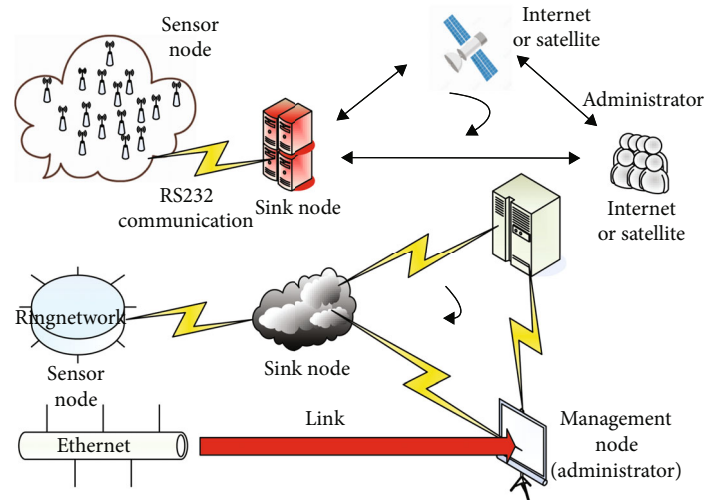 Sensor
node
Internet
or satellite
Administrator
RS232
communication
Sink node
Internet
or satellite
Ringnetwork
Sensor
node
Sink node
Ethernet
Link
Management
node
(administrator)